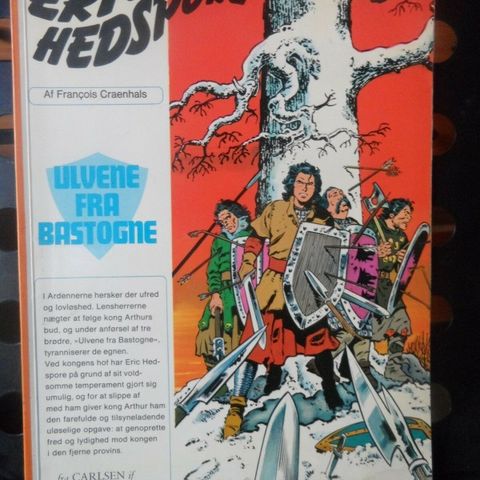 ERIC
HEDSPORE
Af François Craenhals
ULVENE
FRA
BASTOGNE
I Ardennerne hersker der ufred
og lovløshed. Lensherrerne
nægter at følge kong Arthurs
bud, og under anførsel af tre
brødre, »Ulvene fra Bastogne«,
tyranniserer de egnen.
Ved kongens hof har Eric Hed-
spore på grund af sit vold-
somme temperament gjort sig
umulig, og for at slippe af
med ham giver kong Arthur ham
den farefulde og tilsyneladende
uløselige opgave: at genoprette
fred og lydighed mod kongen
i den fjerne provins.
fra CARLSEN if